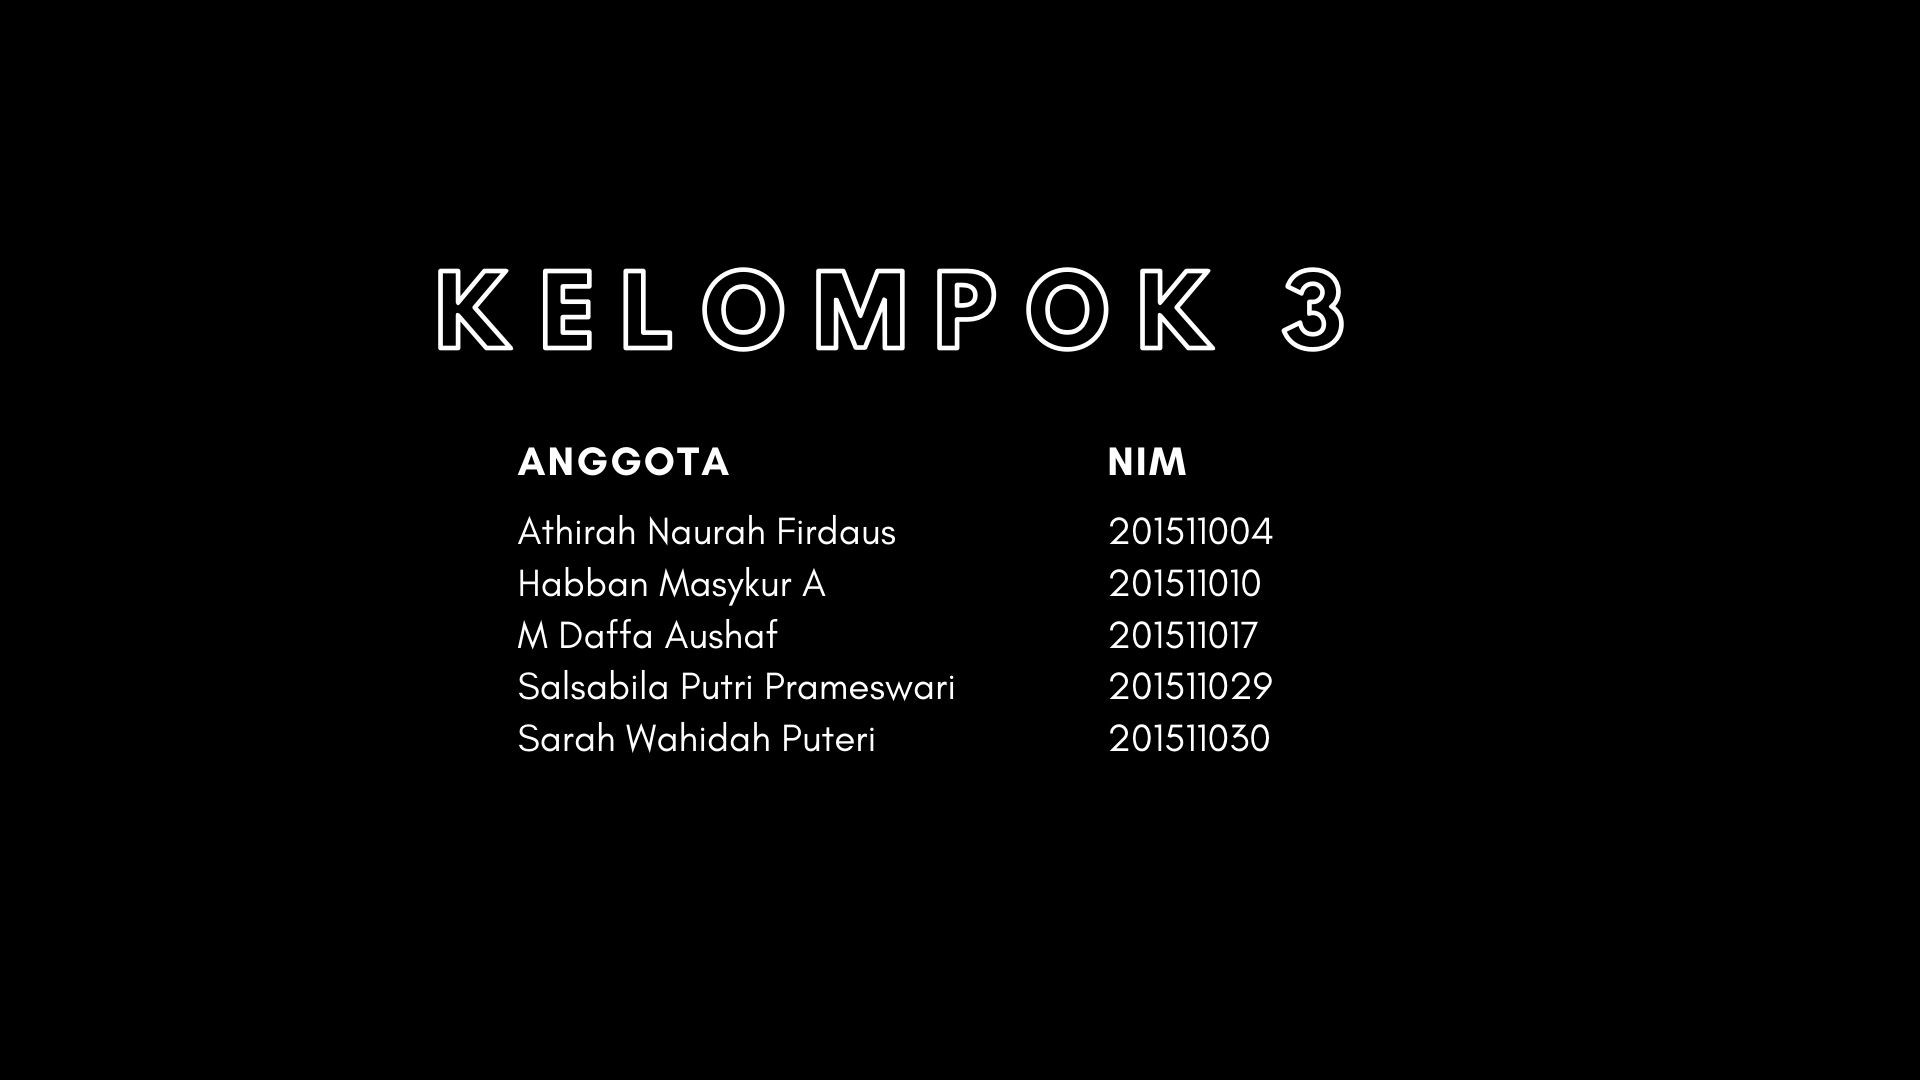 KELOMPOK 3
ANGGOTA NIM
Athirah Naurah Firdaus 201511004
Habban Masykur A 201511010
M Daffa Aushaf 201511017
Salsabila Putri Prameswari 201511029
Sarah Wahidah Puteri 201511030